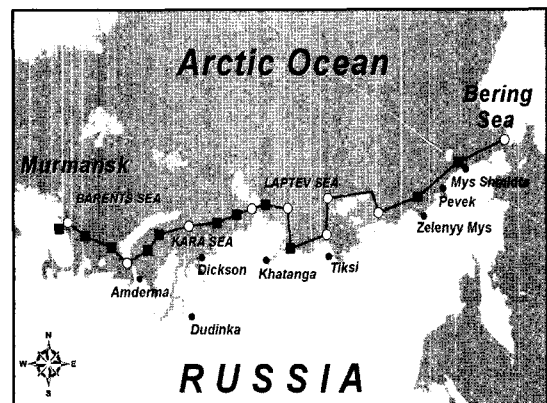 Arctic Ocean
Bering
Sea
Murmansk
BARENTS SEA
LAPTEV SEA
Mys Shmidta
Pevek
Zelenyy Mys
KARA SEA
Dickson
Khatanga
Tiksi
Amderma
Dudinka
N
W
E
S
RUSSIA